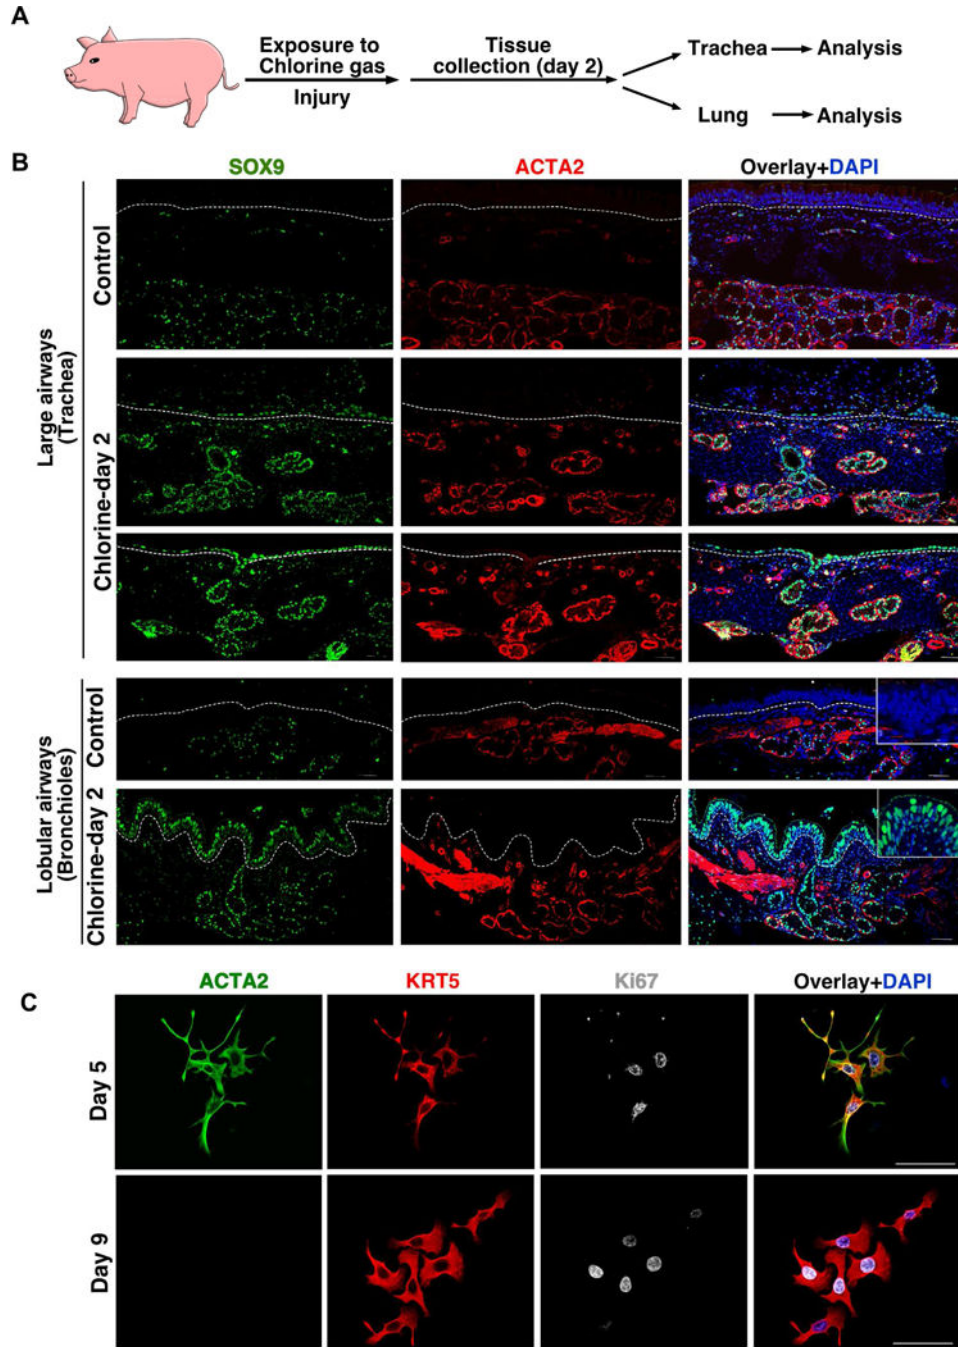 A
Exposure to
Chlorine gas
Injury
Tissue
collection (day 2)
Trachea
Analysis
Lung
Analysis
B
SOX9
ACTA2
Overlay+DAPI
Large airways
(Trachea)
Control
Chlorine-day 2
Lobular airways
(Bronchioles)
Control
Chlorine-day 2
C
ACTA2
KRT5
Ki67
Overlay+DAPI
Day 5
Day 9